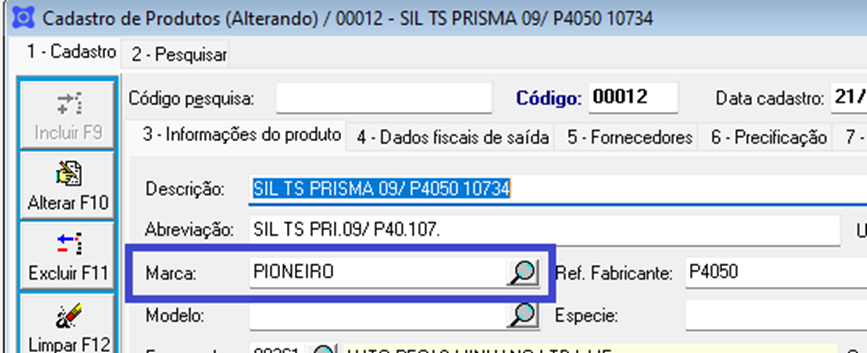 Cadastro de Produtos (Alterando) / 00012 - SIL TS PRISMA 09/ P4050 10734
1 - Cadastro 2 - Pesquisar
Incluir F9
Alterar F10
Excluir F11
Limpar F12
Código pesquisa: Código: 00012 Data cadastro: 21/
3 - Informações do produto 4 - Dados fiscais de saída 5 - Fornecedores 6 - Precificação 7 -
Descrição: SIL TS PRISMA 09/ P4050 10734
Abreviação: SIL TS PRI.09/ P40.107.
Marca: PIONEIRO Ref. Fabricante: P4050
Modelo: Especie: